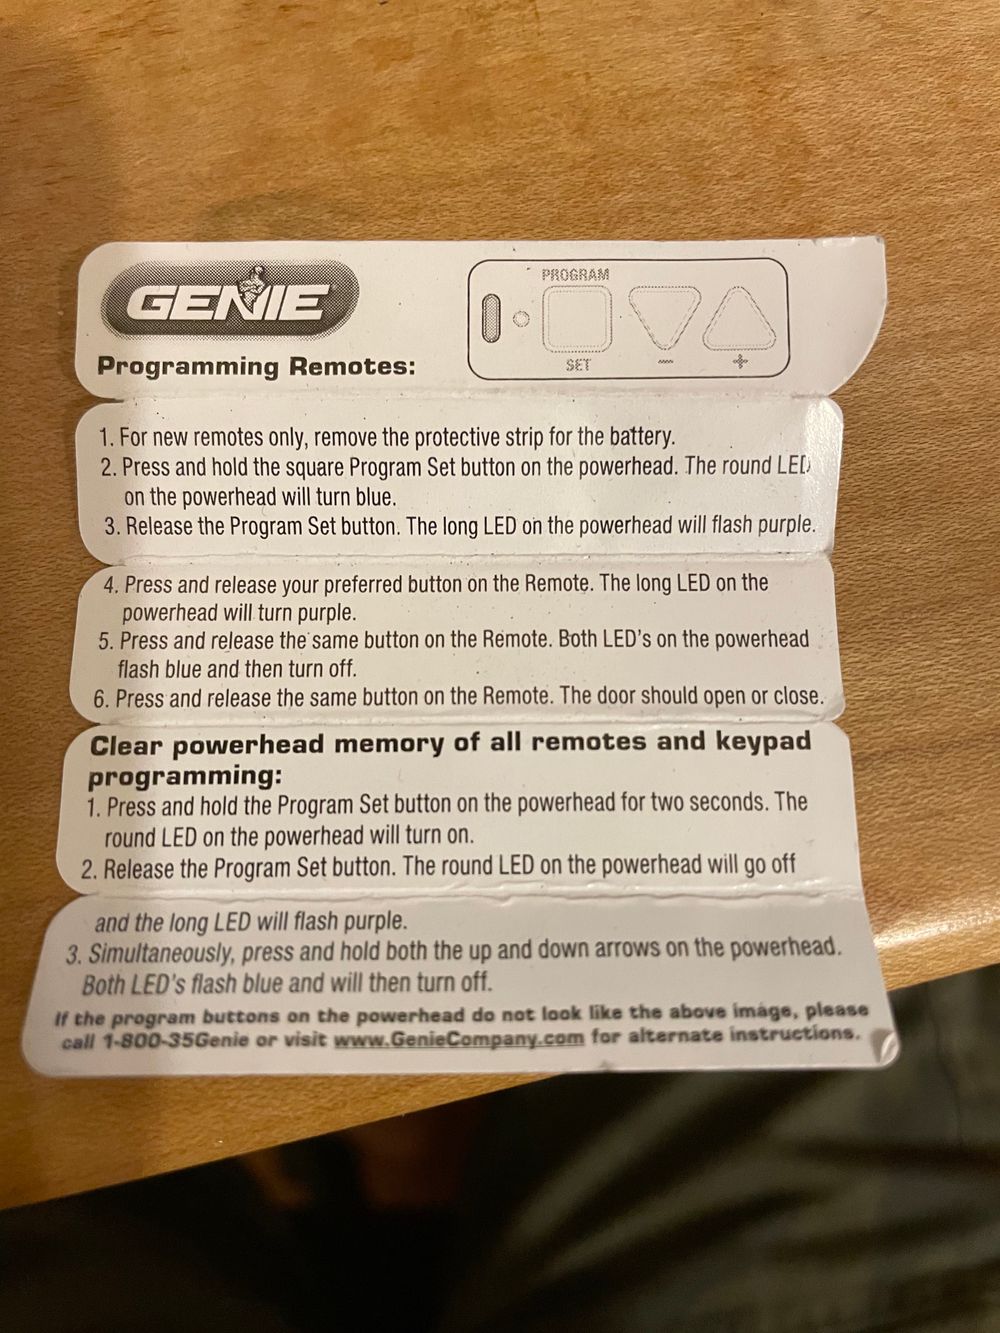 GENIE
PROGRAM
SET
−
+
Programming Remotes:
1. For new remotes only, remove the protective strip for the battery.
2. Press and hold the square Program Set button on the powerhead. The round LED
on the powerhead will turn blue.
3. Release the Program Set button. The long LED on the powerhead will flash purple.
4. Press and release your preferred button on the Remote. The long LED on the
powerhead will turn purple.
5. Press and release the same button on the Remote. Both LED's on the powerhead
flash blue and then turn off.
6. Press and release the same button on the Remote. The door should open or close.
Clear powerhead memory of all remotes and keypad
programming:
1. Press and hold the Program Set button on the powerhead for two seconds. The
round LED on the powerhead will turn on.
2. Release the Program Set button. The round LED on the powerhead will go off
and the long LED will flash purple.
3. Simultaneously, press and hold both the up and down arrows on the powerhead.
Both LED's flash blue and will then turn off.
If the program buttons on the powerhead do not look like the above image, please
call 1-800-35Genie or visit www.GenieCompany.com for alternate instructions.